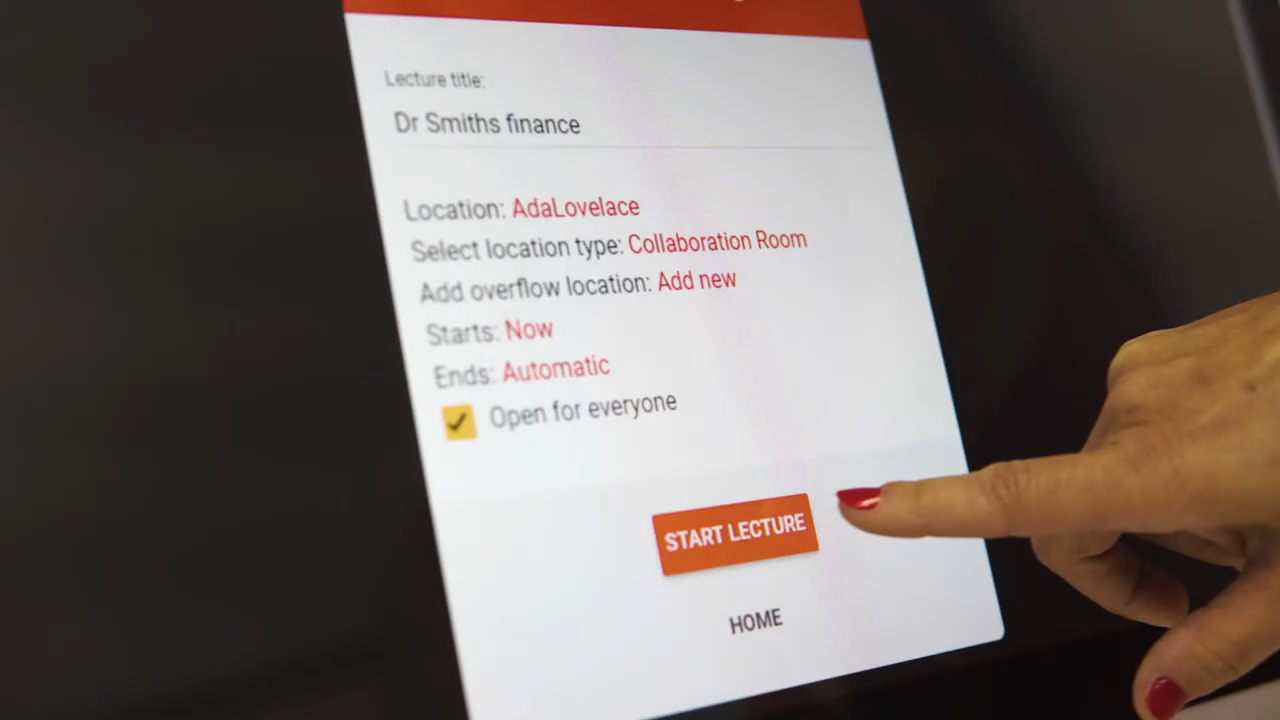 Lecture title:
Dr Smiths finance
Location: AdaLovelace
Select location type: Collaboration Room
Add overflow location: Add new
Starts: Now
Ends: Automatic
Open for everyone
START LECTURE
HOME